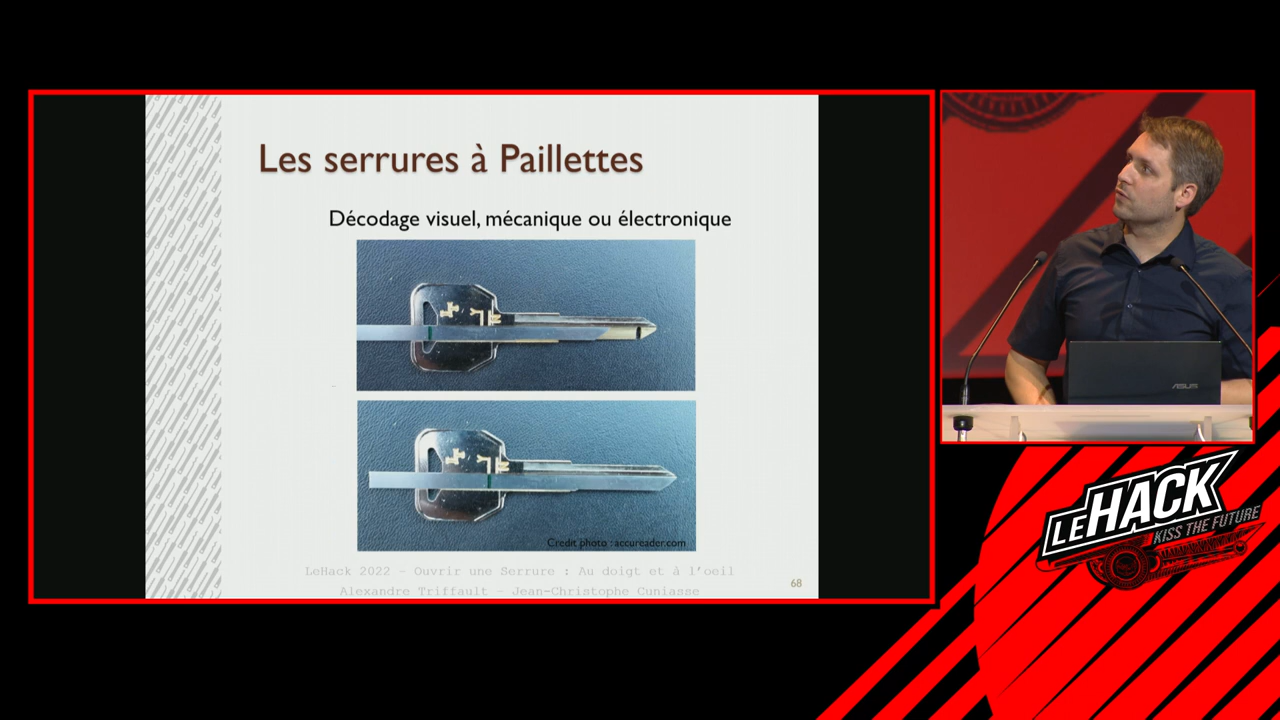 Les serrures à Paillettes
Décodage visuel, mécanique ou électronique
Credit photo : accureader.com
LeHack 2022 – Ouvrir une Serrure : Au doigt et à l’oeil
Alexandre Triffault – Jean-Christophe Cuniasse
68
ASUS
LEHACK
KISS THE FUTURE